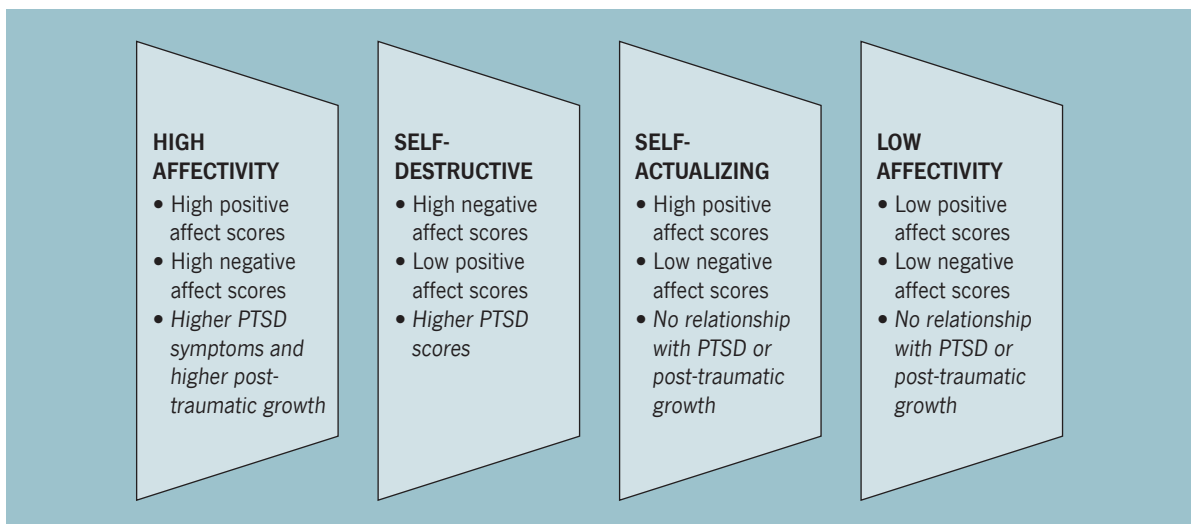 HIGH
AFFECTIVITY
• High positive
affect scores
• High negative
affect scores
• Higher PTSD
symptoms and
higher post-
traumatic growth
SELF-
DESTRUCTIVE
• High negative
affect scores
• Low positive
affect scores
• Higher PTSD
scores
SELF-
ACTUALIZING
• High positive
affect scores
• Low negative
affect scores
• No relationship
with PTSD or
post-traumatic
growth
LOW
AFFECTIVITY
• Low positive
affect scores
• Low negative
affect scores
• No relationship
with PTSD or
post-traumatic
growth